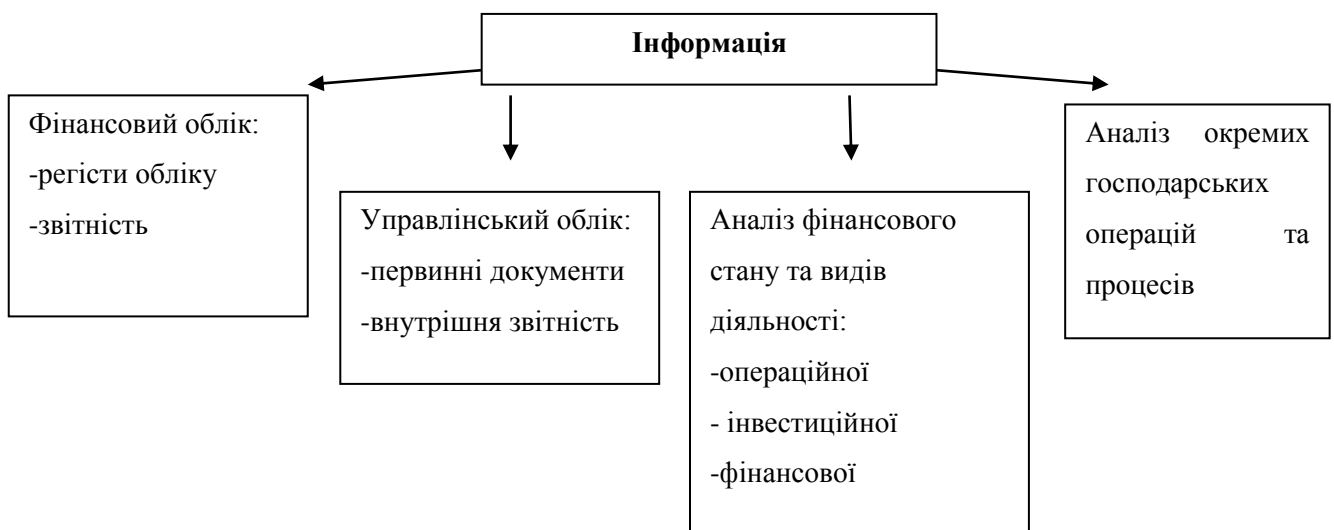 Інформація
Фінансовий облік:
-регісти обліку
-звітність
Управлінський облік:
-первинні документи
-внутрішня звітність
Аналіз фінансового
стану та видів
діяльності:
-операційної
- інвестиційної
-фінансової
Аналіз окремих
господарських
операцій та
процесів